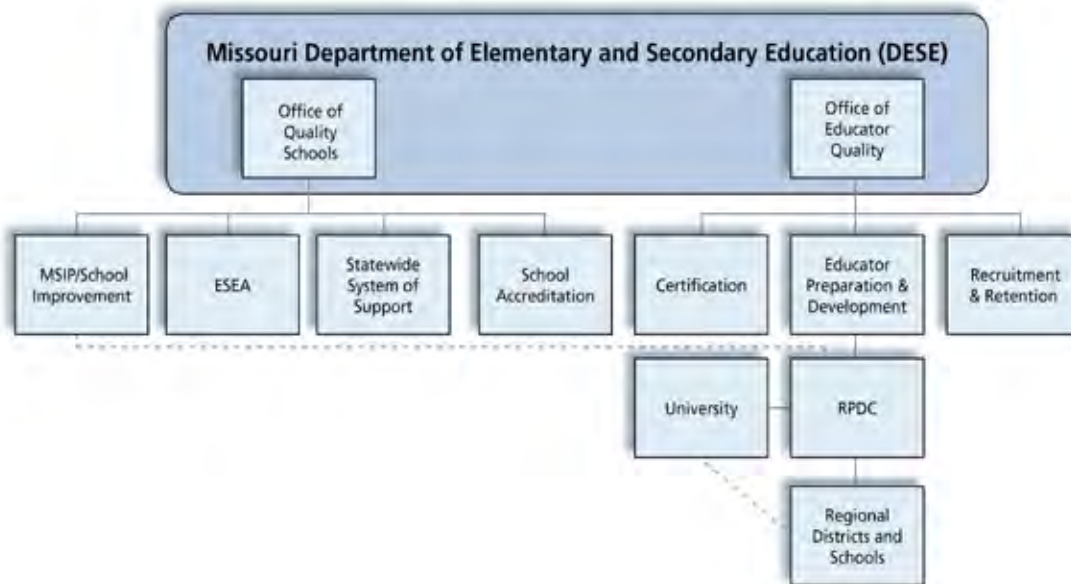 Missouri Department of Elementary and Secondary Education (DESE)
Office of
Quality
Schools
Office of
Educator
Quality
MSIP/School
Improvement
ESEA
Statewide
System of
Support
School
Accreditation
Certification
Educator
Preparation &
Development
Recruitment
& Retention
University
RPDC
Regional
Districts and
Schools